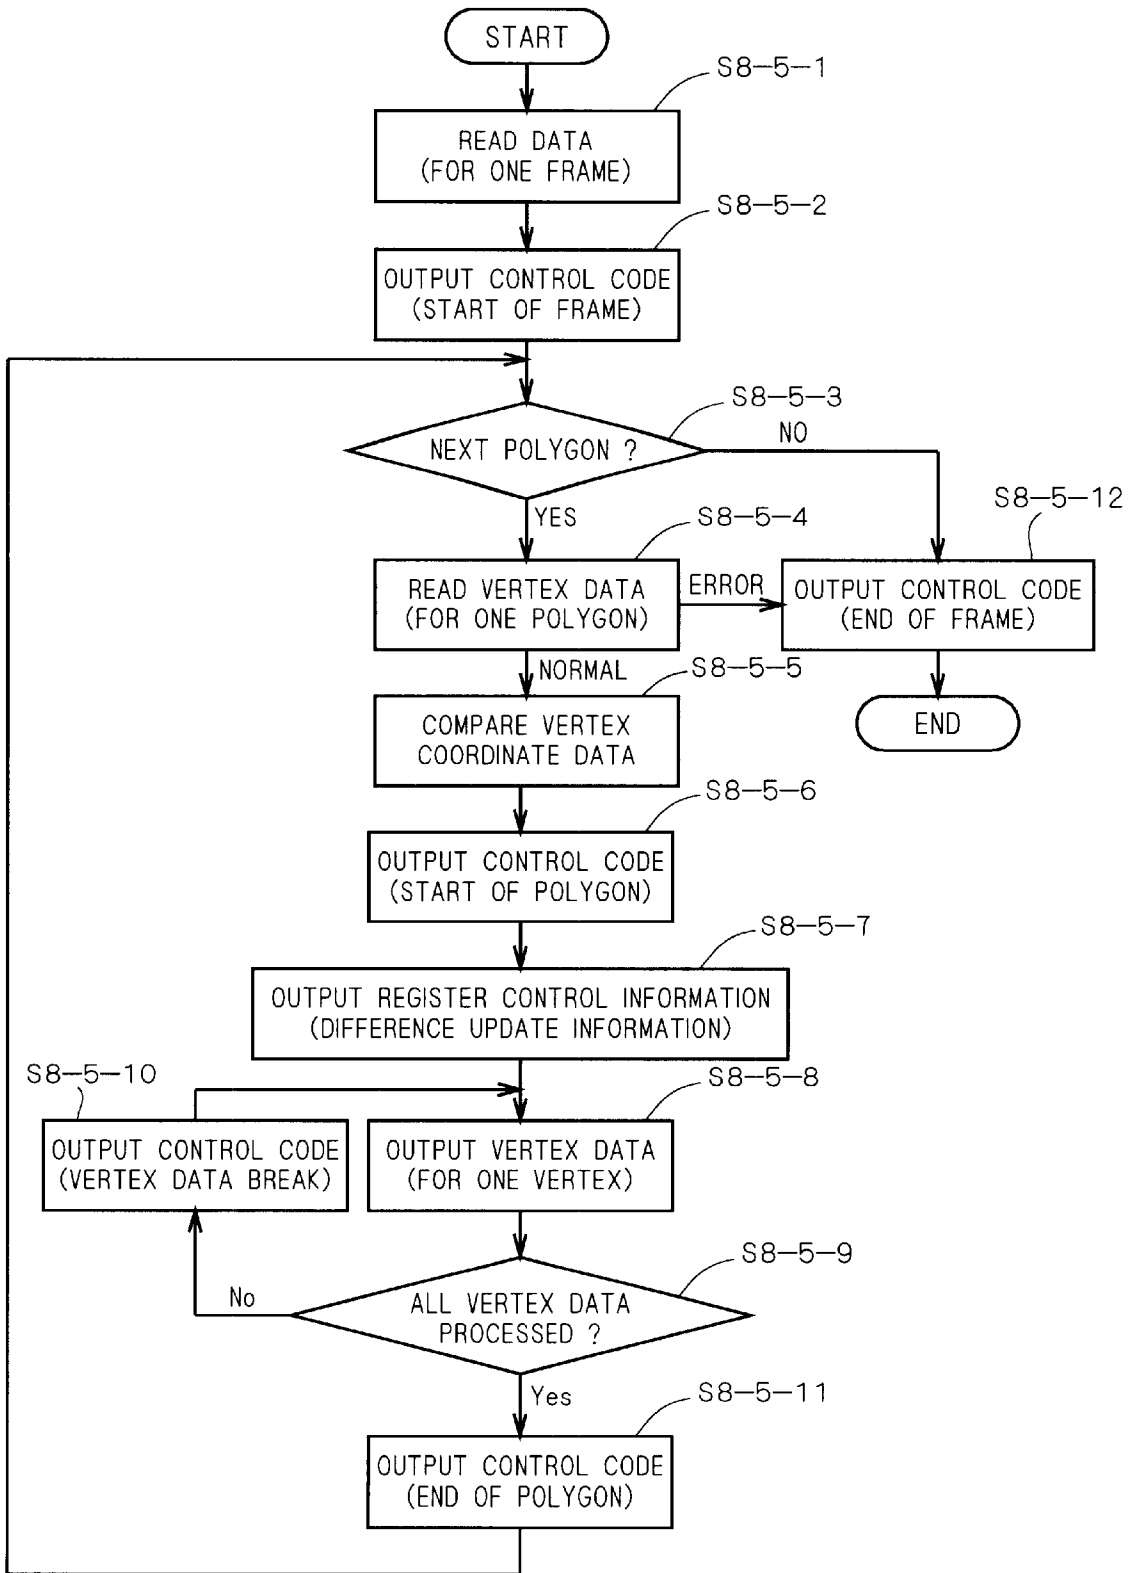 START
S8-5-1
READ DATA
(FOR ONE FRAME)
S8-5-2
OUTPUT CONTROL CODE
(START OF FRAME)
S8-5-3
NEXT POLYGON ?
NO
YES
S8-5-4
S8-5-12
READ VERTEX DATA
(FOR ONE POLYGON)
ERROR
OUTPUT CONTROL CODE
(END OF FRAME)
NORMAL
S8-5-5
COMPARE VERTEX
COORDINATE DATA
END
S8-5-6
OUTPUT CONTROL CODE
(START OF POLYGON)
S8-5-7
OUTPUT REGISTER CONTROL INFORMATION
(DIFFERENCE UPDATE INFORMATION)
S8-5-10
S8-5-8
OUTPUT CONTROL CODE
(VERTEX DATA BREAK)
OUTPUT VERTEX DATA
(FOR ONE VERTEX)
S8-5-9
No
ALL VERTEX DATA
PROCESSED ?
Yes
S8-5-11
OUTPUT CONTROL CODE
(END OF POLYGON)